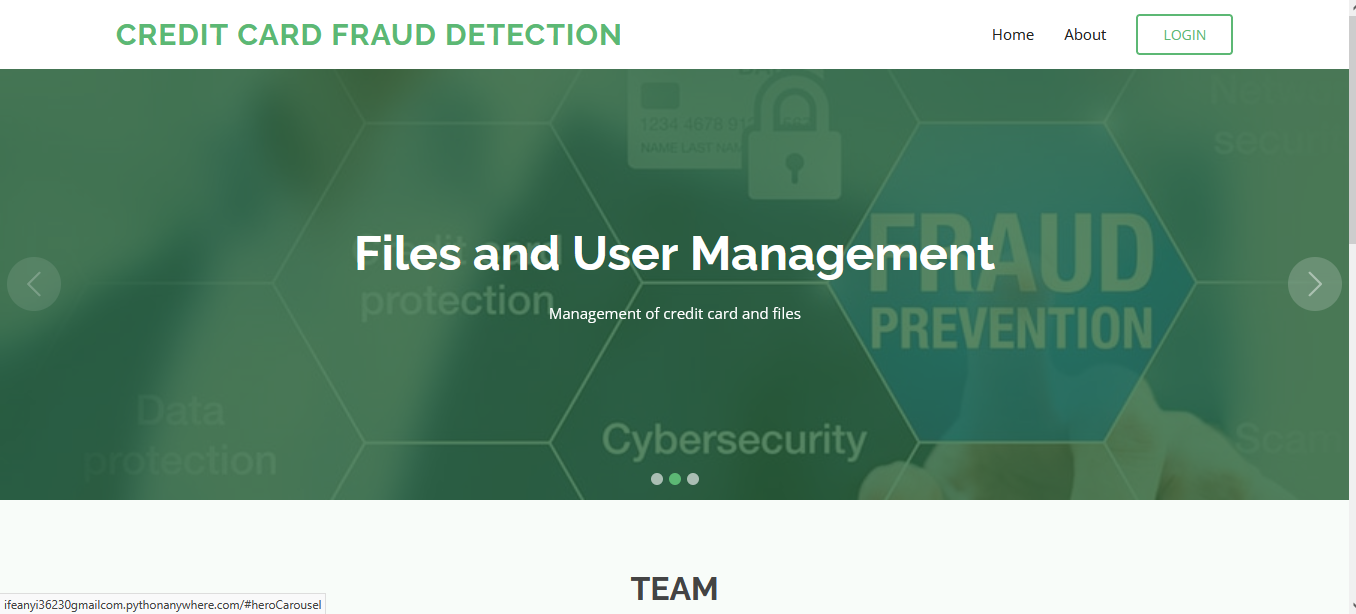 CREDIT CARD FRAUD DETECTION
Home
About
LOGIN
1234 4678 912
NAME LAST NAM
security
Files and User Management
Management of credit card and files
protection
FRAUD
PREVENTION
Data
protection
Cybersecurity
Scam
TEAM
ifeanyi36230gmailcom.pythonanywhere.com/#heroCarousel